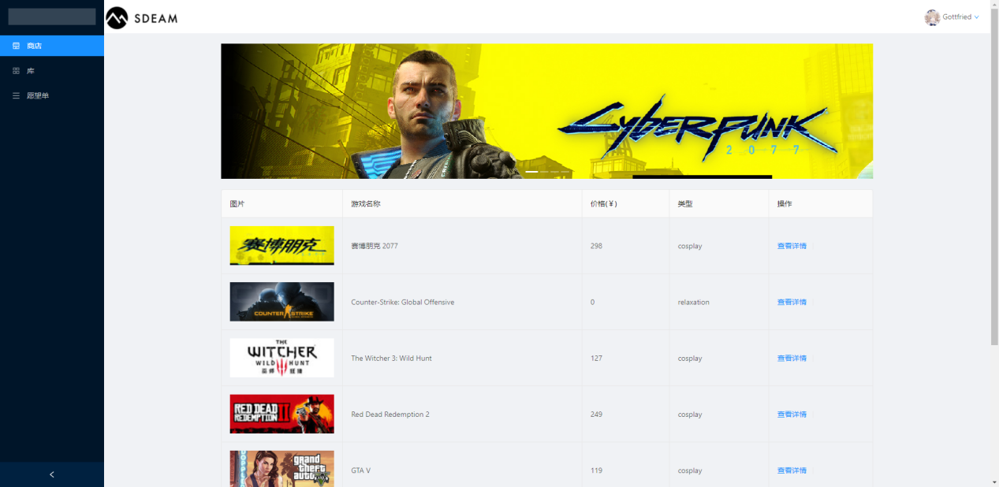 SDEAM
Gottfried
商店
库
愿望单
CYBERPUNK
2077
图片 游戏名称 价格(¥) 类型 操作
赛博朋克
赛博朋克 2077 298 cosplay 查看详情
COUNTER STRIKE
Counter-Strike: Global Offensive 0 relaxation 查看详情
THE
WITCHER
WILD HUNT
巫师 狂猎
The Witcher 3: Wild Hunt 127 cosplay 查看详情
RED DEAD
REDEMPTION II
Red Dead Redemption 2 249 cosplay 查看详情
grand
theft
auto V
GTA V 119 cosplay 查看详情